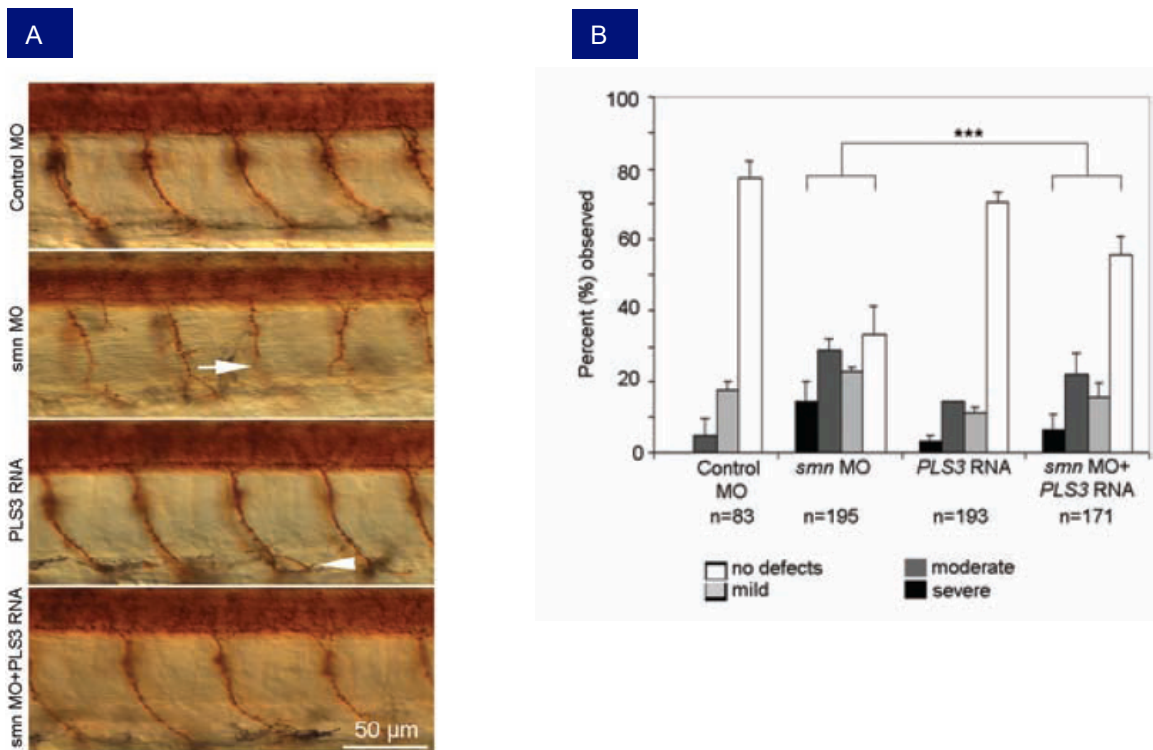 A
B
Control MO
smn MO
PLS3 RNA
smn MO+PLS3 RNA
50 µm
Percent (%) observed
100
80
60
40
20
0
***
Control
MO
n=83
smn MO
n=195
PLS3 RNA
n=193
smn MO+
PLS3 RNA
n=171
no defects
mild
moderate
severe